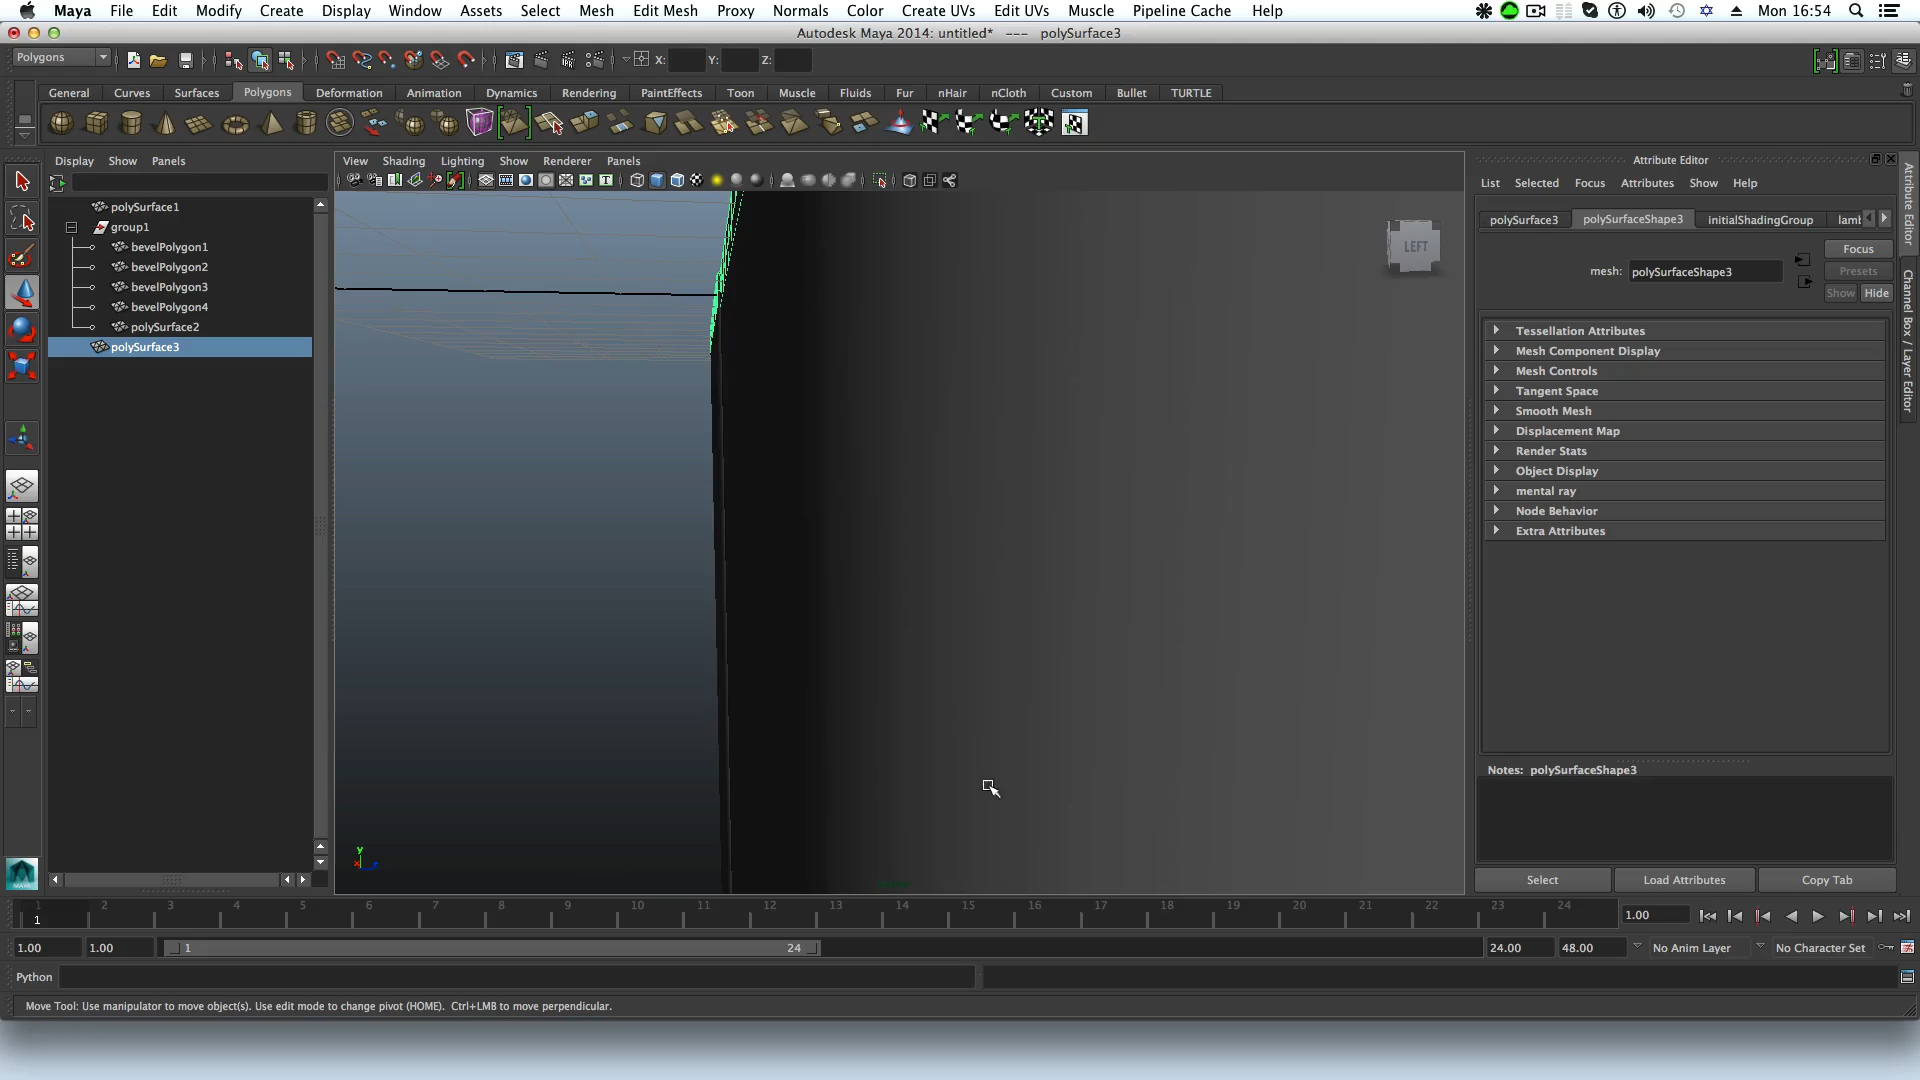 Maya File Edit Modify Create Display Window Assets Select Mesh Edit Mesh Proxy Normals Color Create UVs Edit UVs Muscle Pipeline Cache Help Mon 16:54
Autodesk Maya 2014: untitled* --- polySurface3
Polygons X: Y: Z:
General Curves Surfaces Polygons Deformation Animation Dynamics Rendering PaintEffects Toon Muscle Fluids Fur nHair nCloth Custom Bullet TURTLE
Display Show Panels
polySurface1
group1
bevelPolygon1
bevelPolygon2
bevelPolygon3
bevelPolygon4
polySurface2
polySurface3
View Shading Lighting Show Renderer Panels
LEFT
y
x
Attribute Editor
List Selected Focus Attributes Show Help
polySurface3 polySurfaceShape3 initialShadingGroup laml
Focus
mesh: polySurfaceShape3 Presets
Show Hide
Tessellation Attributes
Mesh Component Display
Mesh Controls
Tangent Space
Smooth Mesh
Displacement Map
Render Stats
Object Display
mental ray
Node Behavior
Extra Attributes
Notes: polySurfaceShape3
Select Load Attributes Copy Tab
Attribute Editor
Channel Box / Layer Editor
1 2 3 4 5 6 7 8 9 10 11 12 13 14 15 16 17 18 19 20 21 22 23 24
1 1.00
1.00 1.00 1 24 24.00 48.00 No Anim Layer No Character Set
Python
Move Tool: Use manipulator to move object(s). Use edit mode to change pivot (HOME). Ctrl+LMB to move perpendicular.